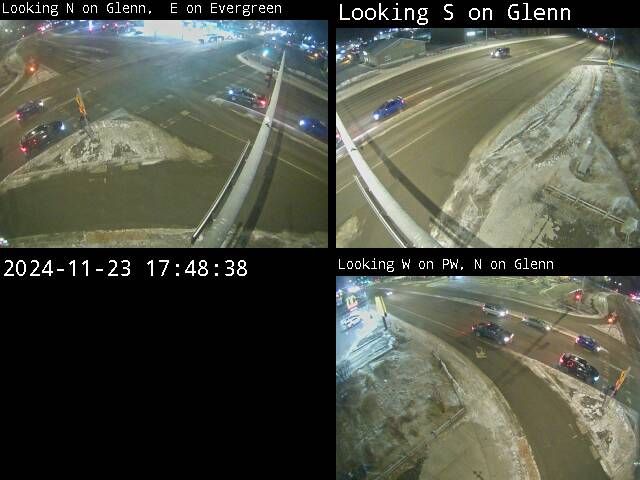 Looking N on Glenn,  E on Evergreen
Looking S on Glenn
2024-11-23 17:48:38
Looking W on PW, N on Glenn